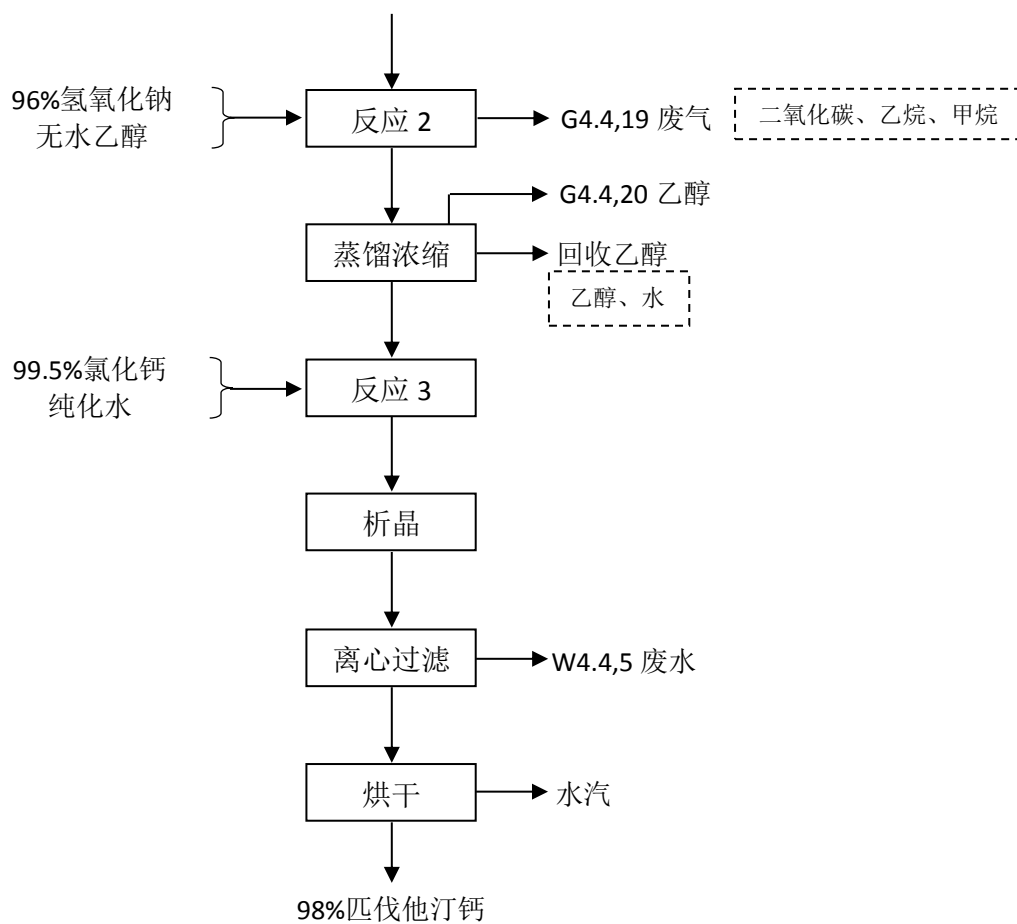 96%氢氧化钠
无水乙醇
反应 2
G4.4,19 废气
二氧化碳、乙烷、甲烷
G4.4,20 乙醇
蒸馏浓缩
回收乙醇
乙醇、水
99.5%氯化钙
纯化水
反应 3
析晶
离心过滤
W4.4,5 废水
烘干
水汽
98%匹伐他汀钙